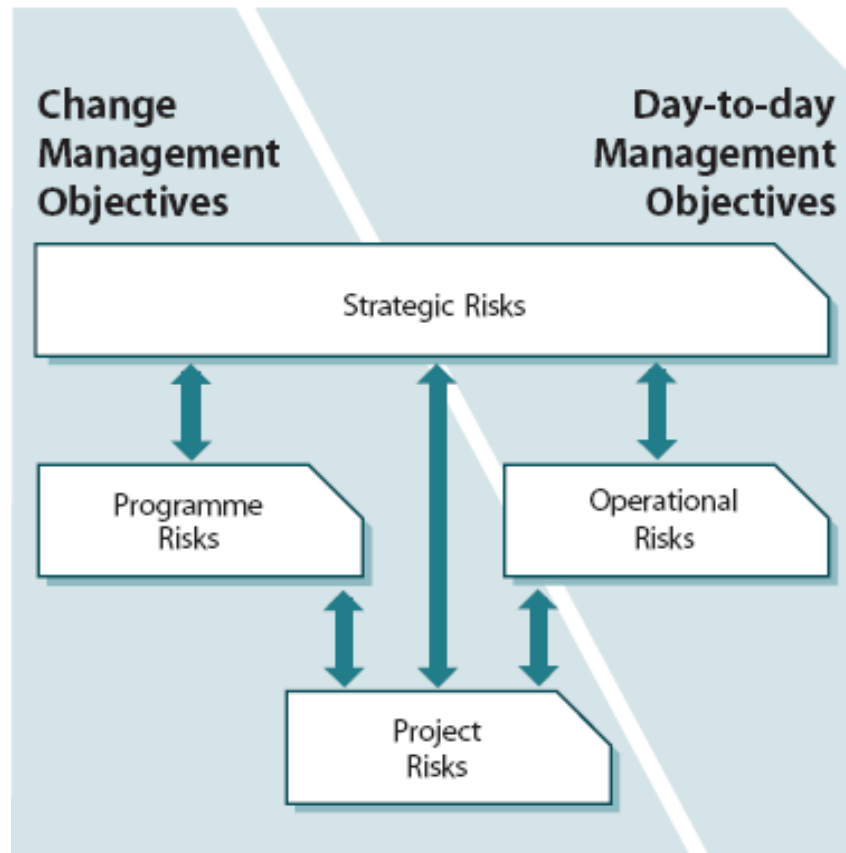 Change
Management
Objectives
Day-to-day
Management
Objectives
Strategic Risks
Programme
Risks
Operational
Risks
Project
Risks